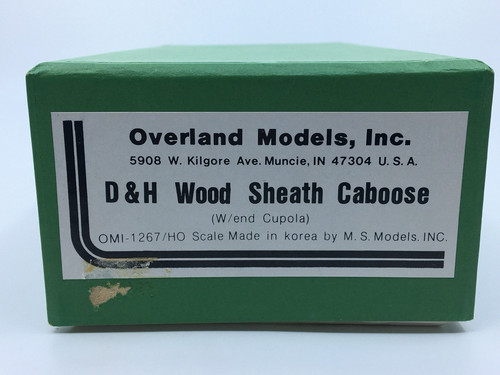 Overland Models, Inc.
5908 W. Kilgore Ave. Muncie, IN 47304 U.S.A.
D&H Wood Sheath Caboose
(W/end Cupola)
OMI-1267/HO Scale Made in korea by M.S. Models. INC.